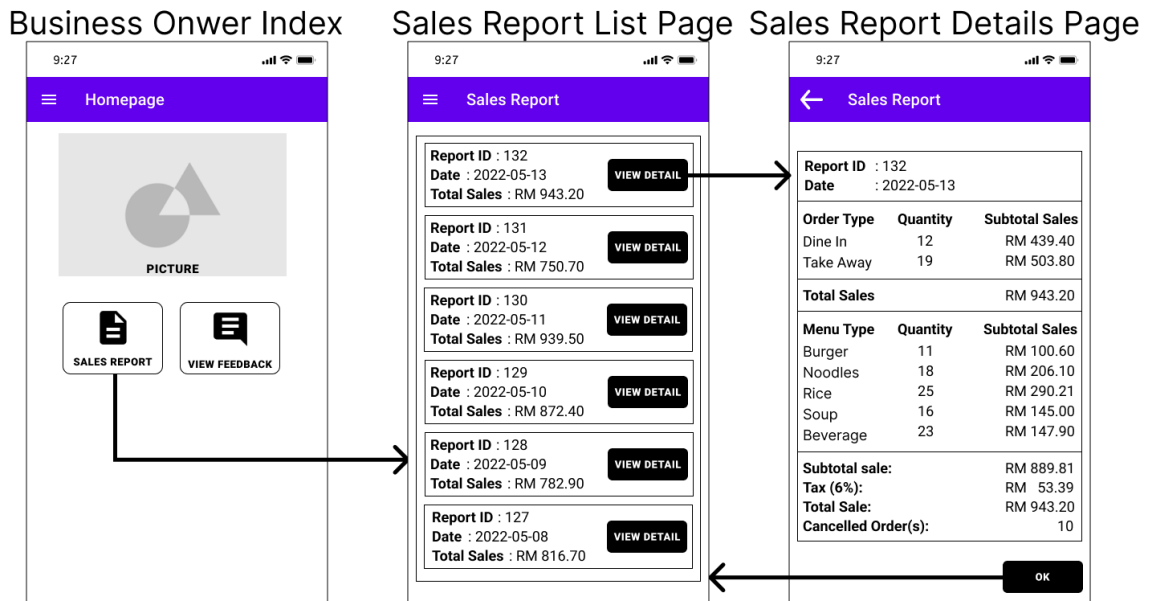 Business Onwer Index
9:27
Homepage
PICTURE
SALES REPORT
VIEW FEEDBACK
Sales Report List Page
9:27
Sales Report
Report ID : 132
Date : 2022-05-13
Total Sales : RM 943.20
VIEW DETAIL
Report ID : 131
Date : 2022-05-12
Total Sales : RM 750.70
VIEW DETAIL
Report ID : 130
Date : 2022-05-11
Total Sales : RM 939.50
VIEW DETAIL
Report ID : 129
Date : 2022-05-10
Total Sales : RM 872.40
VIEW DETAIL
Report ID : 128
Date : 2022-05-09
Total Sales : RM 782.90
VIEW DETAIL
Report ID : 127
Date : 2022-05-08
Total Sales : RM 816.70
VIEW DETAIL
Sales Report Details Page
9:27
Sales Report
Report ID : 132
Date : 2022-05-13
Order Type Quantity Subtotal Sales
Dine In 12 RM 439.40
Take Away 19 RM 503.80
Total Sales RM 943.20
Menu Type Quantity Subtotal Sales
Burger 11 RM 100.60
Noodles 18 RM 206.10
Rice 25 RM 290.21
Soup 16 RM 145.00
Beverage 23 RM 147.90
Subtotal sale: RM 889.81
Tax (6%): RM 53.39
Total Sale: RM 943.20
Cancelled Order(s): 10
OK